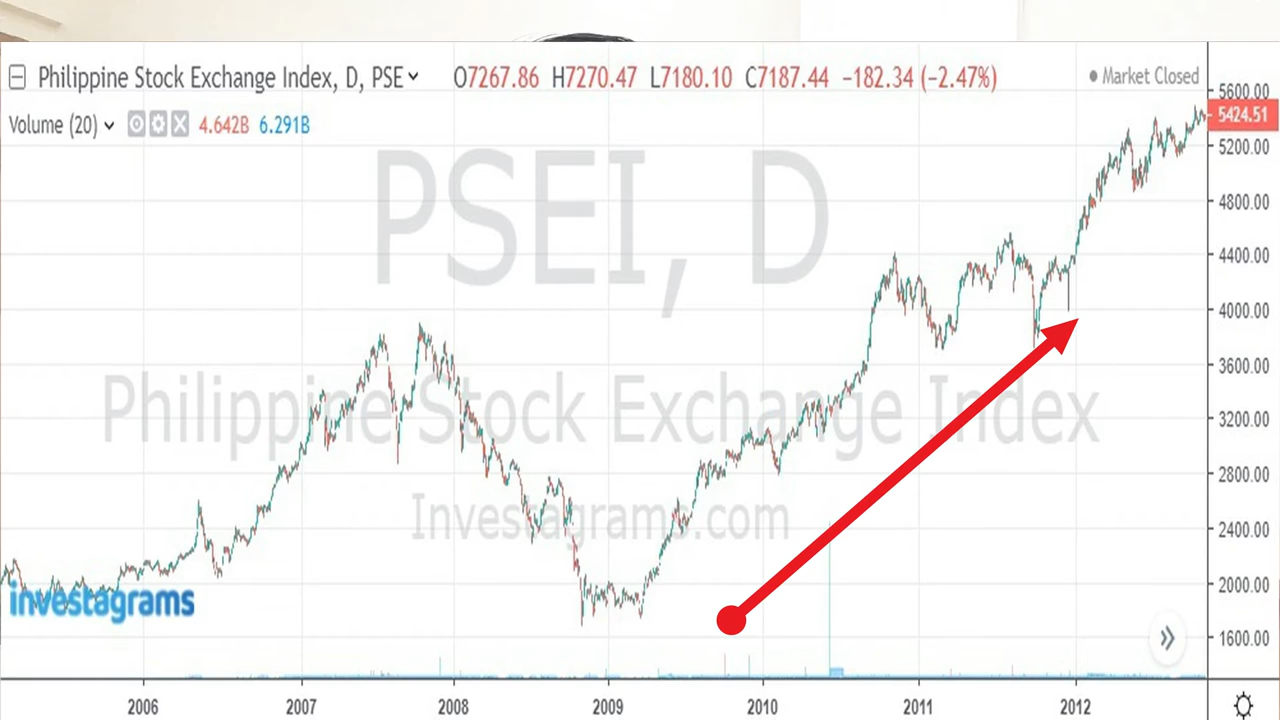 Philippine Stock Exchange Index, D, PSE O7267.86 H7270.47 L7180.10 C7187.44 −182.34 (−2.47%) Market Closed
Volume (20) 4.642B 6.291B
PSEI, D
Philippine Stock Exchange Index
Investagrams.com
investagrams
5600.00
5424.51
5200.00
4800.00
4400.00
4000.00
3600.00
3200.00
2800.00
2400.00
2000.00
1600.00
2006 2007 2008 2009 2010 2011 2012